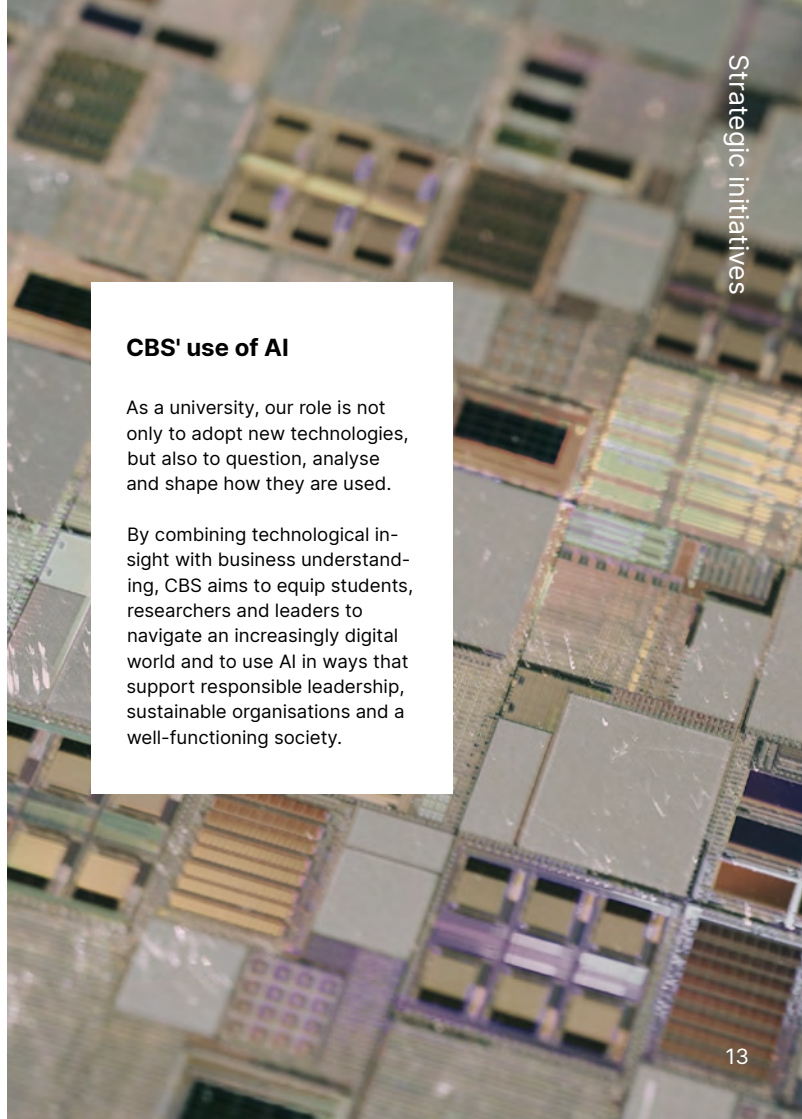 Strategic initiatives
CBS' use of AI
As a university, our role is not
only to adopt new technologies,
but also to question, analyse
and shape how they are used.
By combining technological in-
sight with business understand-
ing, CBS aims to equip students,
researchers and leaders to
navigate an increasingly digital
world and to use AI in ways that
support responsible leadership,
sustainable organisations and a
well-functioning society.
13